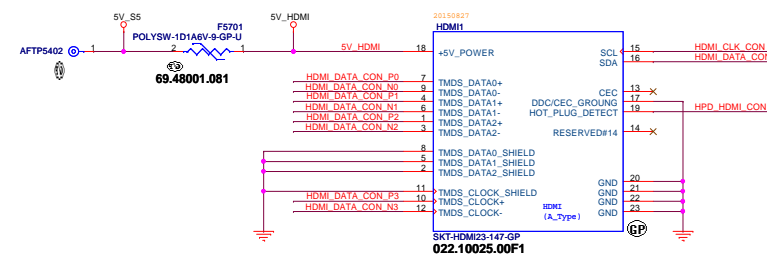 20150827
5V_S5
F5701
5V_HDMI
HDMI1
POLYSW-1D1A6V-9-GP-U
AFTP5402
1
2
1
5V_HDMI
18
+5V_POWER
SCL
15
HDMI_CLK_CON
SDA
16
HDMI_DATA_CON
69.48001.081
HDMI_DATA_CON_P0
7
TMDS_DATA0+
HDMI_DATA_CON_N0
9
TMDS_DATA0-
CEC
13
HDMI_DATA_CON_P1
4
TMDS_DATA1+
DDC/CEC_GROUNG
17
HDMI_DATA_CON_N1
6
TMDS_DATA1-
HOT_PLUG_DETECT
19
HPD_HDMI_CON
HDMI_DATA_CON_P2
1
TMDS_DATA2+
HDMI_DATA_CON_N2
3
TMDS_DATA2-
RESERVED#14
14
8
TMDS_DATA0_SHIELD
5
TMDS_DATA1_SHIELD
2
TMDS_DATA2_SHIELD
GND
20
11
TMDS_CLOCK_SHIELD
GND
21
HDMI_DATA_CON_P3
10
TMDS_CLOCK+
HDMI
GND
22
HDMI_DATA_CON_N3
12
TMDS_CLOCK-
(A_Type)
GND
23
GP
SKT-HDMI23-147-GP
022.10025.00F1